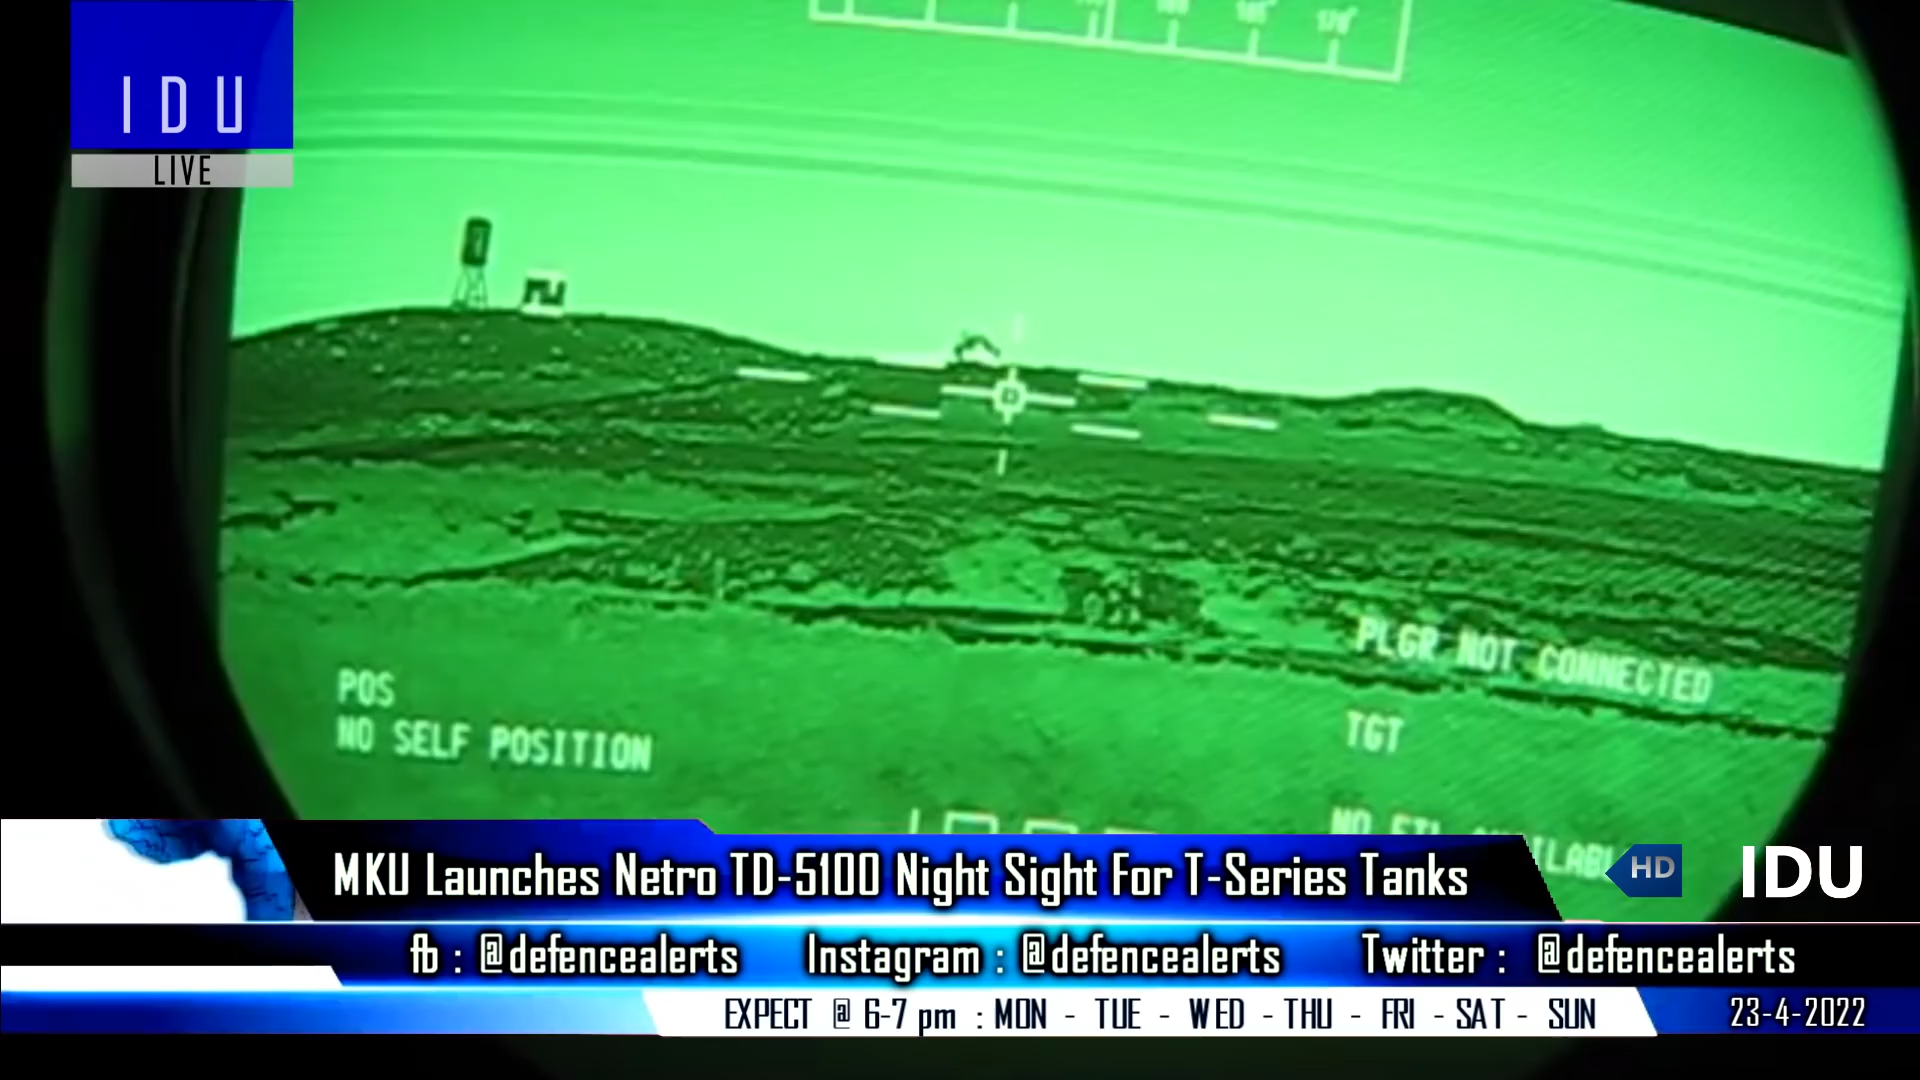 IDU
LIVE
170°
PLGR NOT CONNECTED
POS
TGT
NO SELF POSITION
MKU Launches Netro TD-5100 Night Sight For T-Series Tanks
HD
IDU
fb : @defencealerts Instagram : @defencealerts Twitter : @defencealerts
EXPECT @ 6-7 pm : MON - TUE - WED - THU - FRI - SAT - SUN
23-4-2022